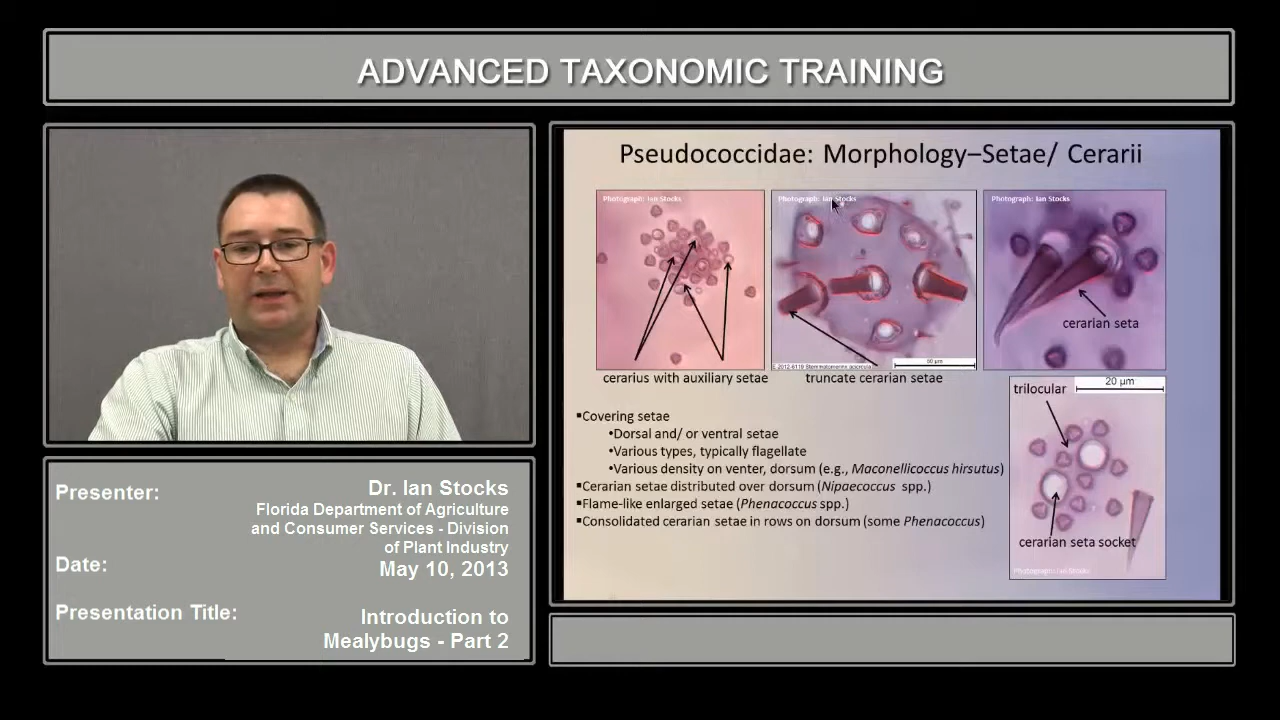 ADVANCED TAXONOMIC TRAINING
Pseudococcidae: Morphology–Setae/ Cerarii
Photograph: Ian Stocks
Photograph: Ian Stocks
Photograph: Ian Stocks
cerarian seta
50 µm
cerarius with auxiliary setae
truncate cerarian setae
trilocular
20 µm
cerarian seta socket
Photograph: Ian Stocks
▪Covering setae
•Dorsal and/ or ventral setae
•Various types, typically flagellate
•Various density on venter, dorsum (e.g., Maconellicoccus hirsutus)
▪Cerarian setae distributed over dorsum (Nipaecoccus spp.)
▪Flame-like enlarged setae (Phenacoccus spp.)
▪Consolidated cerarian setae in rows on dorsum (some Phenacoccus)
Presenter:
Dr. Ian Stocks
Florida Department of Agriculture
and Consumer Services - Division
of Plant Industry
Date:
May 10, 2013
Presentation Title:
Introduction to
Mealybugs - Part 2